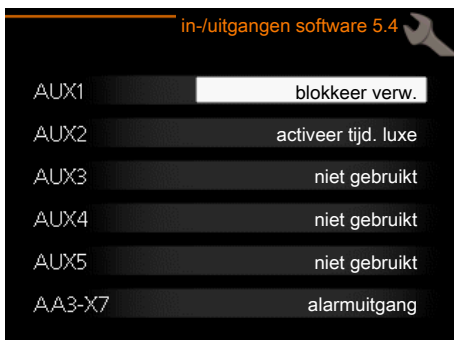 in-/uitgangen software 5.4
AUX1 blokkeer verw.
AUX2 activeer tijd. luxe
AUX3 niet gebruikt
AUX4 niet gebruikt
AUX5 niet gebruikt
AA3-X7 alarmuitgang